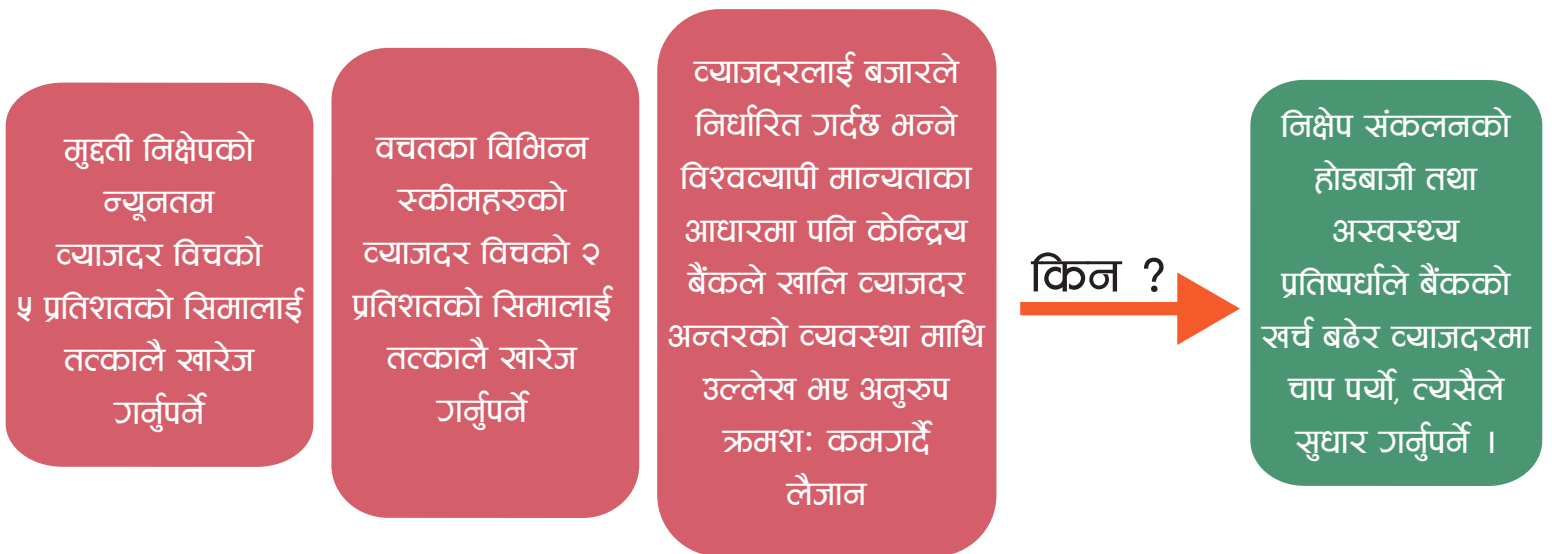 मुद्दती निक्षेपको
न्यूनतम
व्याजदर विचको
५ प्रतिशतको सिमालाई
तत्कालै खारेज
गर्नुपर्ने
वचतका विभिन्न
स्कीमहरुको
व्याजदर विचको २
प्रतिशतको सिमालाई
तत्कालै खारेज
गर्नुपर्ने
व्याजदरलाई बजारले
निर्धारित गर्दछ भन्ने
विश्वव्यापी मान्यताका
आधारमा पनि केन्द्रिय
बैंकले खालि व्याजदर
अन्तरको व्यवस्था माथि
उल्लेख भए अनुरुप
क्रमशः कमगर्दै
लैजान
किन ?
निक्षेप संकलनको
होडबाजी तथा
अस्वस्थ्य
प्रतिष्पर्धाले बैंकको
खर्च बढेर व्याजदरमा
चाप पर्यो, त्यसैले
सुधार गर्नुपर्ने ।